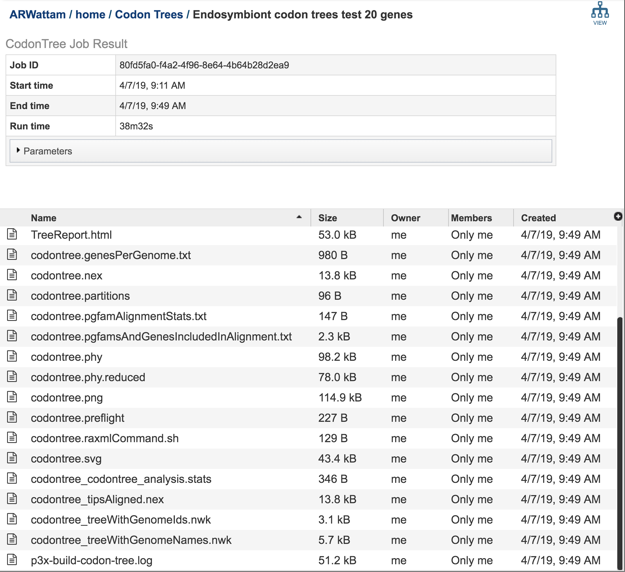 ARWattam / home / Codon Trees / Endosymbiont codon trees test 20 genes
VIEW
CodonTree Job Result
Job ID 80fd5fa0-f4a2-4f96-8e64-4b64b28d2ea9
Start time 4/7/19, 9:11 AM
End time 4/7/19, 9:49 AM
Run time 38m32s
Parameters
Name Size Owner Members Created
TreeReport.html 53.0 kB me Only me 4/7/19, 9:49 AM
codontree.genesPerGenome.txt 980 B me Only me 4/7/19, 9:49 AM
codontree.nex 13.8 kB me Only me 4/7/19, 9:49 AM
codontree.partitions 96 B me Only me 4/7/19, 9:49 AM
codontree.pgfamAlignmentStats.txt 147 B me Only me 4/7/19, 9:49 AM
codontree.pgfamsAndGenesIncludedInAlignment.txt 2.3 kB me Only me 4/7/19, 9:49 AM
codontree.phy 98.2 kB me Only me 4/7/19, 9:49 AM
codontree.phy.reduced 78.0 kB me Only me 4/7/19, 9:49 AM
codontree.png 114.9 kB me Only me 4/7/19, 9:49 AM
codontree.preflight 227 B me Only me 4/7/19, 9:49 AM
codontree.raxmlCommand.sh 129 B me Only me 4/7/19, 9:49 AM
codontree.svg 43.4 kB me Only me 4/7/19, 9:49 AM
codontree_codontree_analysis.stats 346 B me Only me 4/7/19, 9:49 AM
codontree_tipsAligned.nex 13.8 kB me Only me 4/7/19, 9:49 AM
codontree_treeWithGenomeIds.nwk 3.1 kB me Only me 4/7/19, 9:49 AM
codontree_treeWithGenomeNames.nwk 5.7 kB me Only me 4/7/19, 9:49 AM
p3x-build-codon-tree.log 51.2 kB me Only me 4/7/19, 9:49 AM